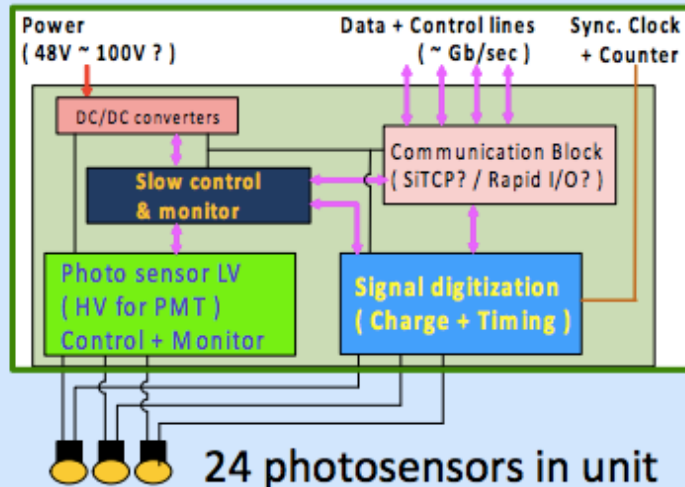 Power
( 48V ~ 100V ? )
Data + Control lines
( ~ Gb/sec )
Sync. Clock
+ Counter
DC/DC converters
Slow control
& monitor
Communication Block
( SiTCP? / Rapid I/O? )
Photo sensor LV
( HV for PMT )
Control + Monitor
Signal digitization
( Charge + Timing )
24 photosensors in unit